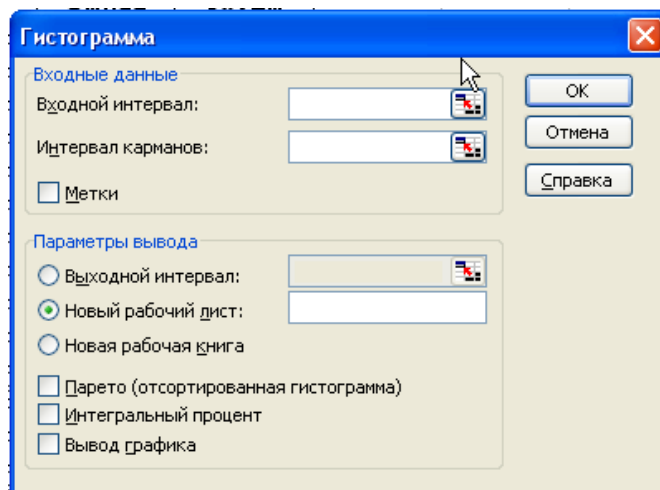 Гистограмма
Входные данные
Входной интервал:
OK
Интервал карманов:
Отмена
Метки
Справка
Параметры вывода
Выходной интервал:
Новый рабочий лист:
Новая рабочая книга
Парето (отсортированная гистограмма)
Интегральный процент
Вывод графика